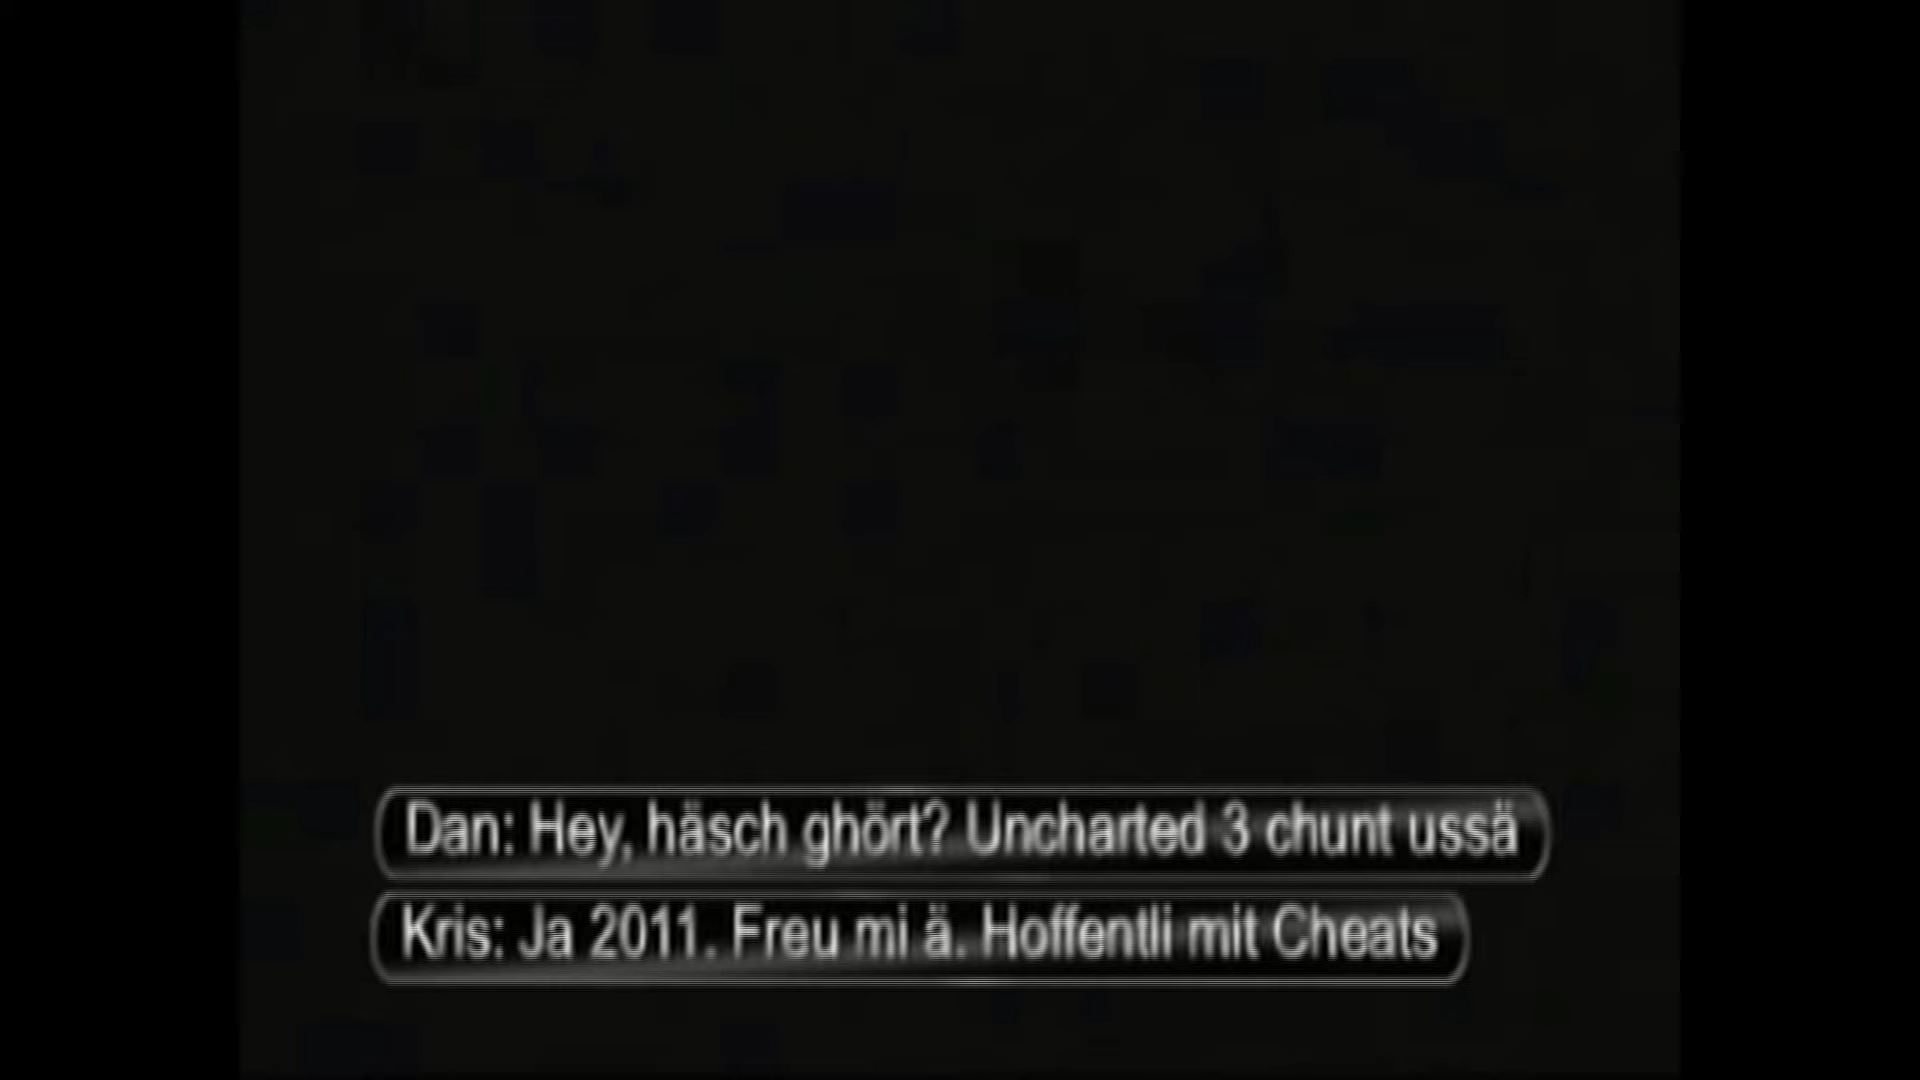 Dan: Hey, häsch ghört? Uncharted 3 chunt ussä
Kris: Ja 2011. Freu mi ä. Hoffentli mit Cheats